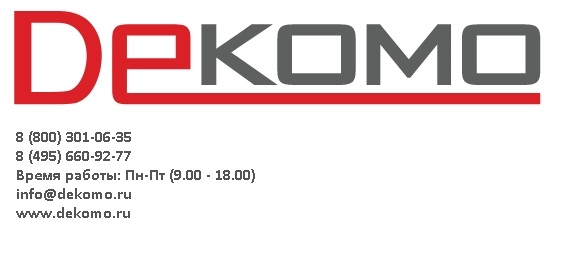 DeKOMO
8 (800) 301-06-35
8 (495) 660-92-77
Время работы: Пн-Пт (9.00 - 18.00)
info@dekomo.ru
www.dekomo.ru